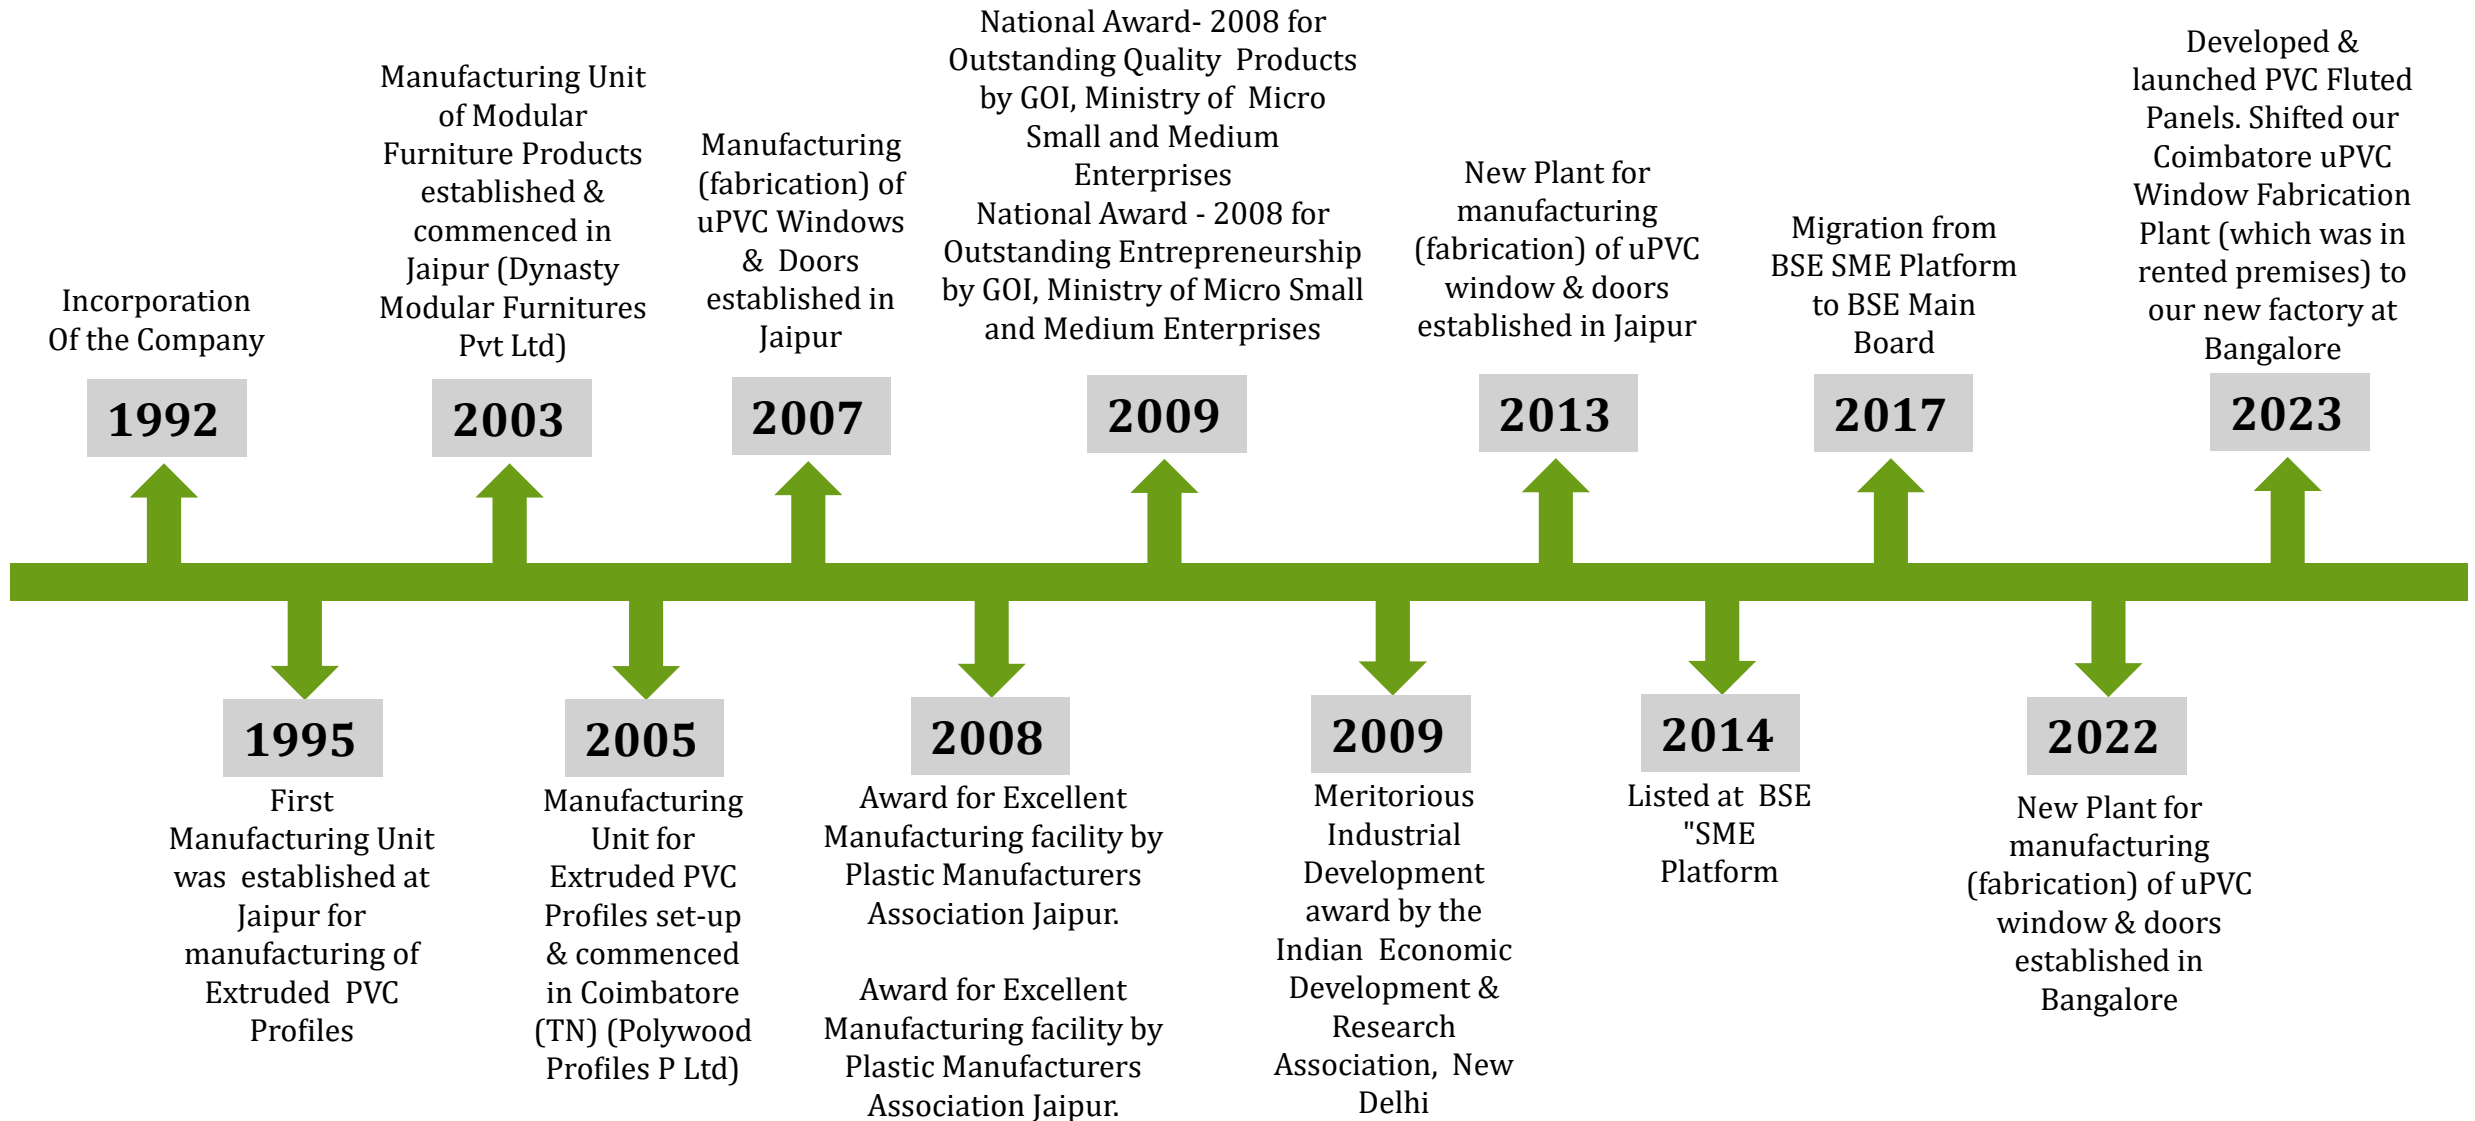 Incorporation
Of the Company
1992
Manufacturing Unit
of Modular
Furniture Products
established &
commenced in
Jaipur (Dynasty
Modular Furnitures
Pvt Ltd)
2003
Manufacturing
(fabrication) of
uPVC Windows
& Doors
established in
Jaipur
2007
National Award- 2008 for
Outstanding Quality Products
by GOI, Ministry of Micro
Small and Medium
Enterprises
National Award - 2008 for
Outstanding Entrepreneurship
by GOI, Ministry of Micro Small
and Medium Enterprises
2009
New Plant for
manufacturing
(fabrication) of uPVC
window & doors
established in Jaipur
2013
Migration from
BSE SME Platform
to BSE Main
Board
2017
Developed &
launched PVC Fluted
Panels. Shifted our
Coimbatore uPVC
Window Fabrication
Plant (which was in
rented premises) to
our new factory at
Bangalore
2023
1995
First
Manufacturing Unit
was established at
Jaipur for
manufacturing of
Extruded PVC
Profiles
2005
Manufacturing
Unit for
Extruded PVC
Profiles set-up
& commenced
in Coimbatore
(TN) (Polywood
Profiles P Ltd)
2008
Award for Excellent
Manufacturing facility by
Plastic Manufacturers
Association Jaipur.
Award for Excellent
Manufacturing facility by
Plastic Manufacturers
Association Jaipur.
2009
Meritorious
Industrial
Development
award by the
Indian Economic
Development &
Research
Association, New
Delhi
2014
Listed at BSE
"SME
Platform
2022
New Plant for
manufacturing
(fabrication) of uPVC
window & doors
established in
Bangalore